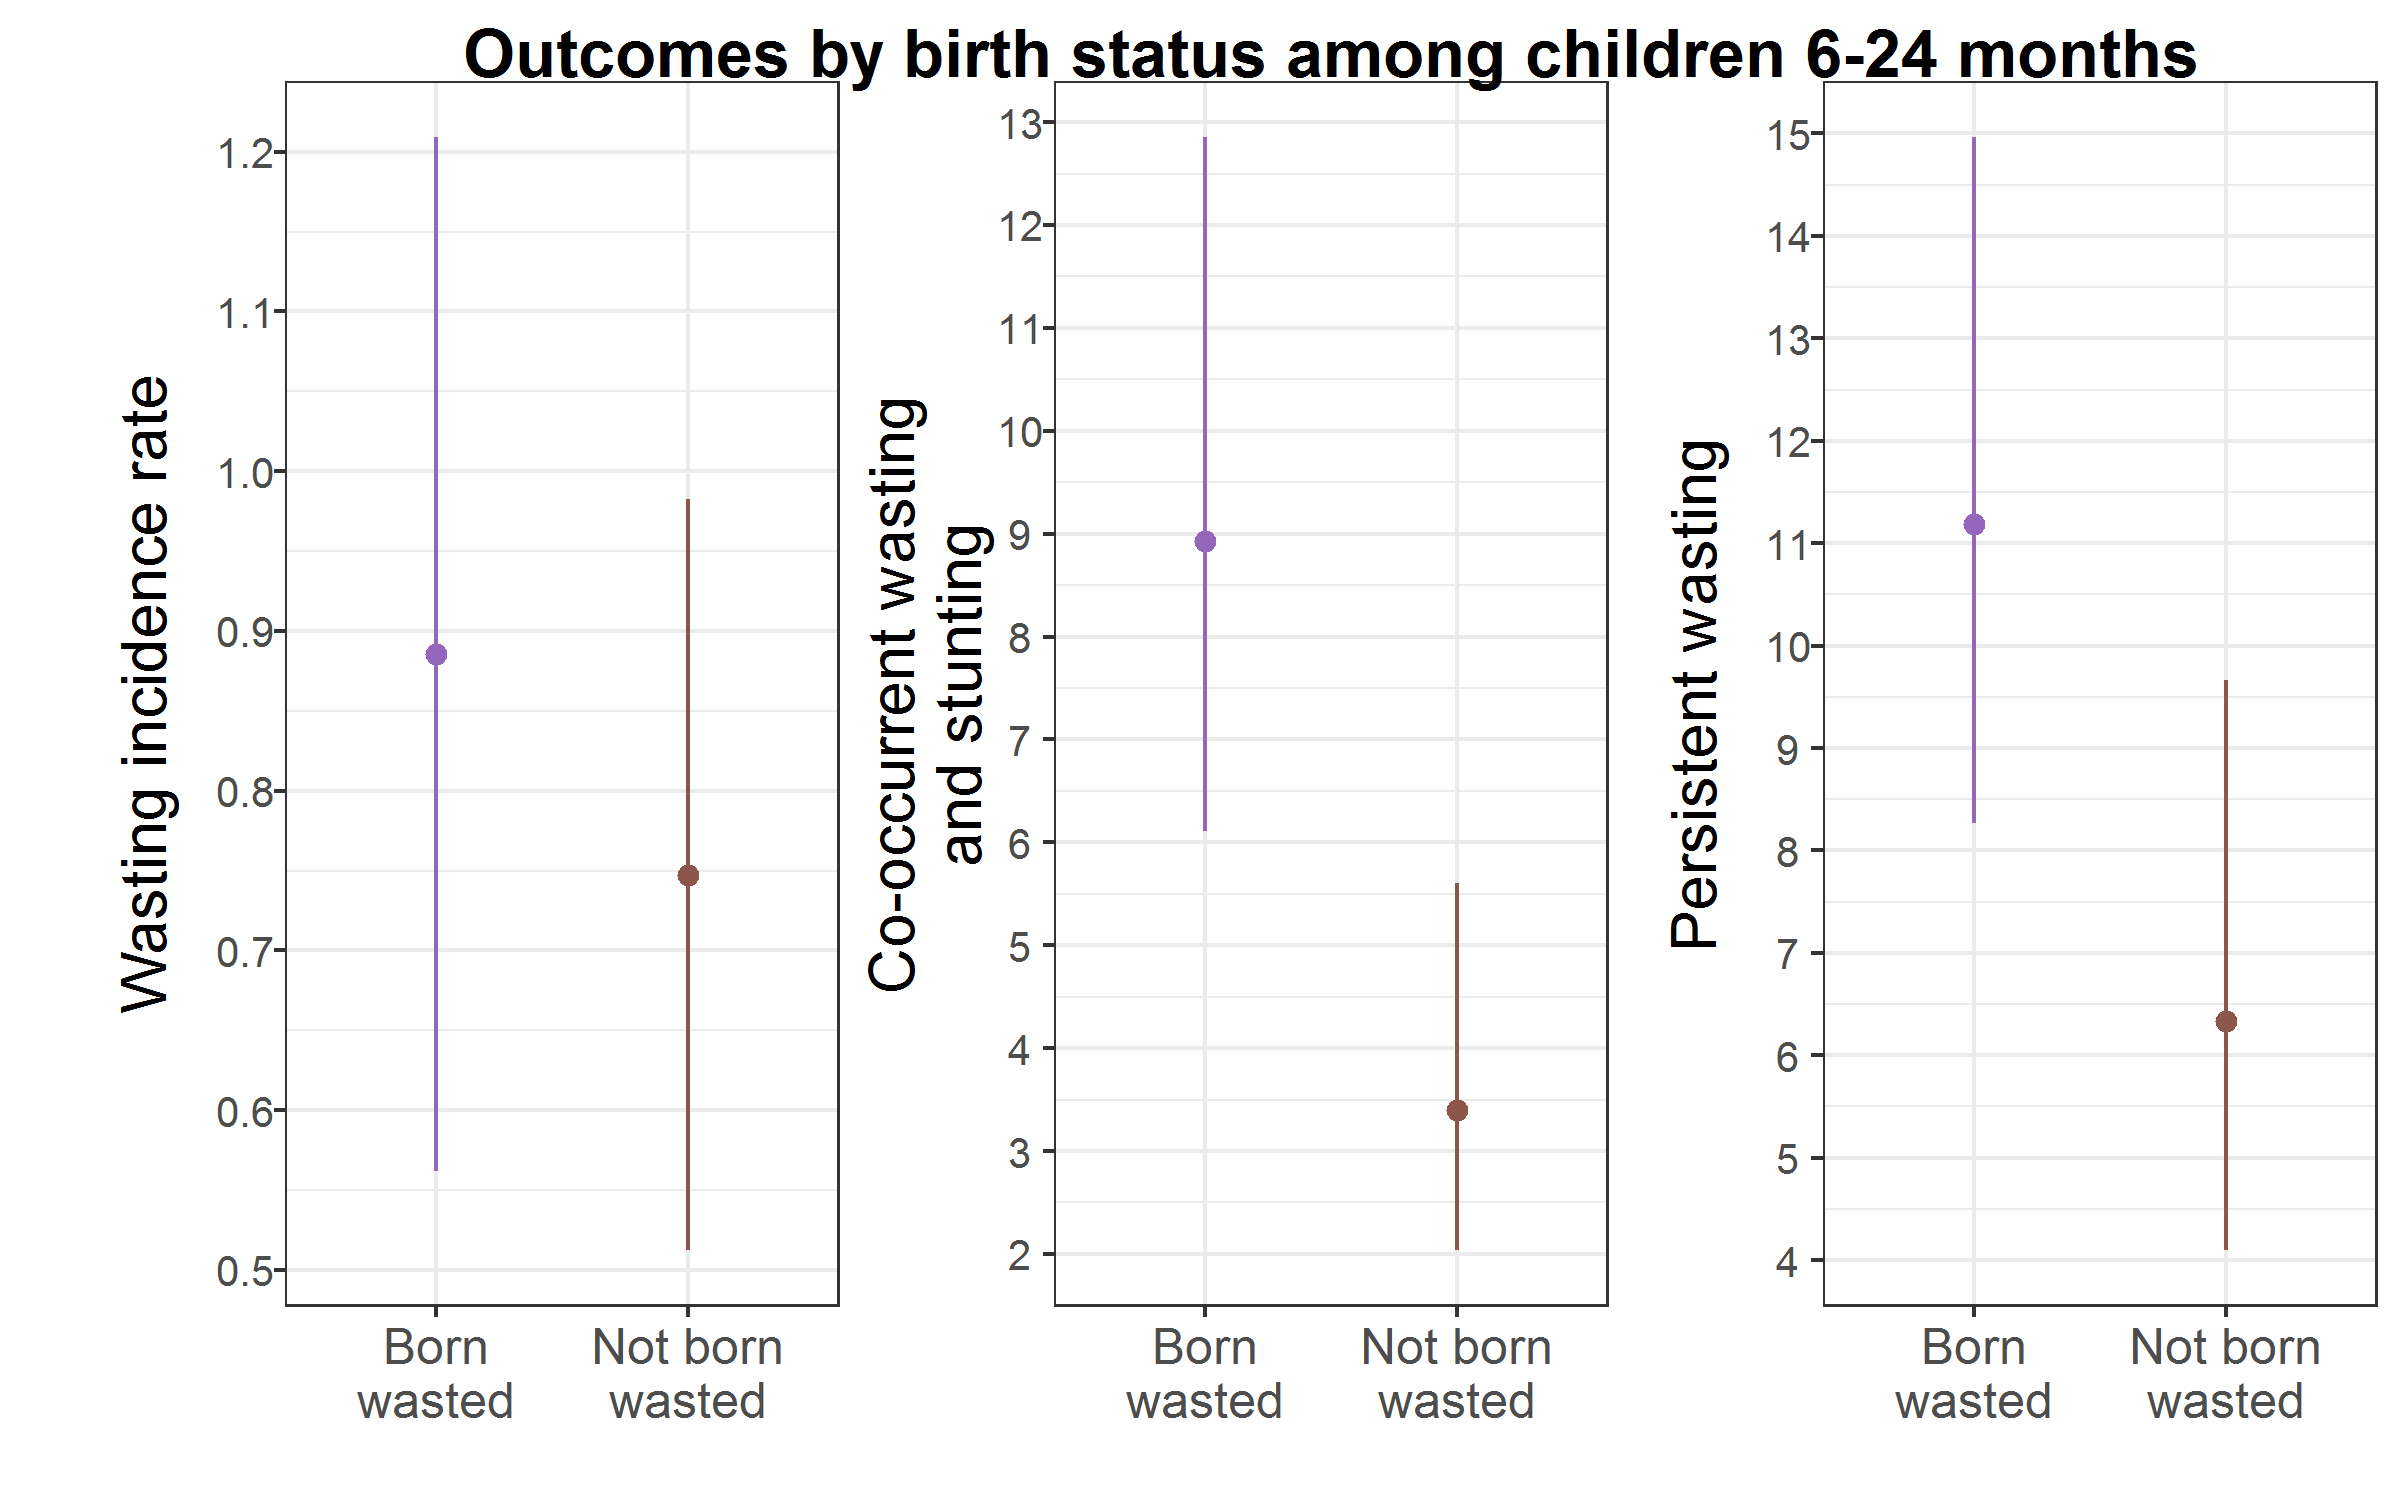 Outcomes by birth status among children 6-24 months
Wasting incidence rate
1.2
1.1
1.0
0.9
0.8
0.7
0.6
0.5
Born
wasted
Not born
wasted
Co-occurrent wasting
and stunting
13
12
11
10
9
8
7
6
5
4
3
2
Born
wasted
Not born
wasted
Persistent wasting
15
14
13
12
11
10
9
8
7
6
5
4
Born
wasted
Not born
wasted